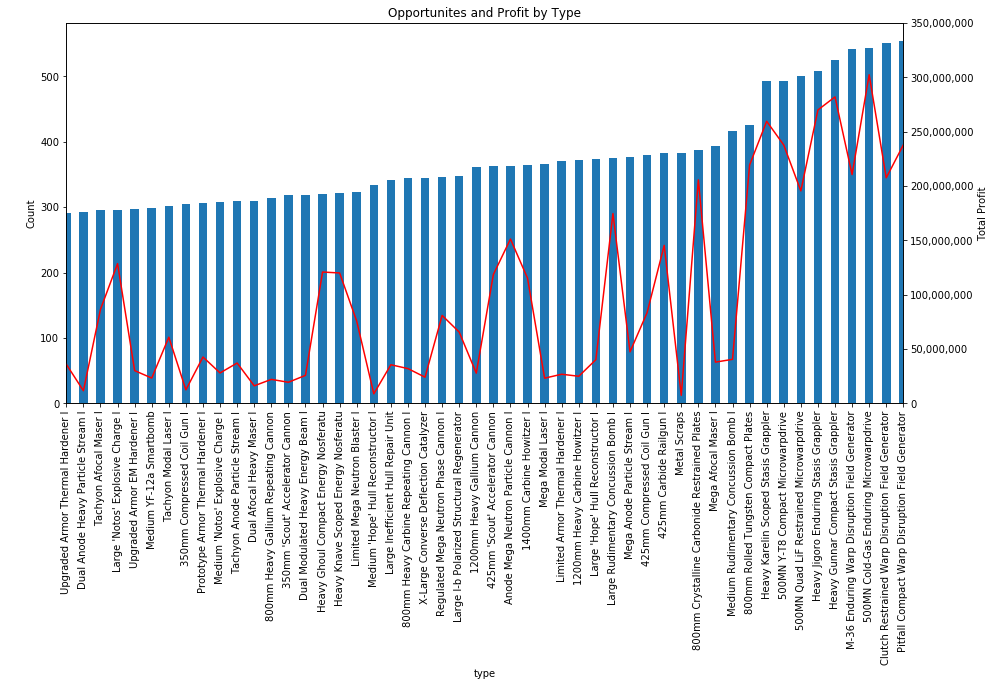 Opportunites and Profit by Type
Count
0
100
200
300
400
500
Total Profit
0
50,000,000
100,000,000
150,000,000
200,000,000
250,000,000
300,000,000
350,000,000
Upgraded Armor Thermal Hardener I
Dual Anode Heavy Particle Stream I
Tachyon Afocal Maser I
Large 'Notos' Explosive Charge I
Upgraded Armor EM Hardener I
Medium YF-12a Smartbomb
Tachyon Modal Laser I
350mm Compressed Coil Gun I
Prototype Armor Thermal Hardener I
Medium 'Notos' Explosive Charge I
Tachyon Anode Particle Stream I
Dual Afocal Heavy Maser I
800mm Heavy Gallium Repeating Cannon
350mm 'Scout' Accelerator Cannon
Dual Modulated Heavy Energy Beam I
Heavy Ghoul Compact Energy Nosferatu
Heavy Knave Scoped Energy Nosferatu
Limited Mega Neutron Blaster I
Medium 'Hope' Hull Reconstructor I
Large Inefficient Hull Repair Unit
800mm Heavy Carbine Repeating Cannon I
X-Large Converse Deflection Catalyzer
Regulated Mega Neutron Phase Cannon I
Large I-b Polarized Structural Regenerator
1200mm Heavy Gallium Cannon
425mm 'Scout' Accelerator Cannon
Anode Mega Neutron Particle Cannon I
1400mm Carbine Howitzer I
Mega Modal Laser I
Limited Armor Thermal Hardener I
1200mm Heavy Carbine Howitzer I
Large 'Hope' Hull Reconstructor I
Large Rudimentary Concussion Bomb I
Mega Anode Particle Stream I
425mm Compressed Coil Gun I
425mm Carbide Railgun I
Metal Scraps
800mm Crystalline Carbonide Restrained Plates
Mega Afocal Maser I
Medium Rudimentary Concussion Bomb I
800mm Rolled Tungsten Compact Plates
Heavy Karelin Scoped Stasis Grappler
500MN Y-T8 Compact Microwarpdrive
500MN Quad LiF Restrained Microwarpdrive
Heavy Jigoro Enduring Stasis Grappler
Heavy Gunnar Compact Stasis Grappler
M-36 Enduring Warp Disruption Field Generator
500MN Cold-Gas Enduring Microwarpdrive
Clutch Restrained Warp Disruption Field Generator
Pitfall Compact Warp Disruption Field Generator
type